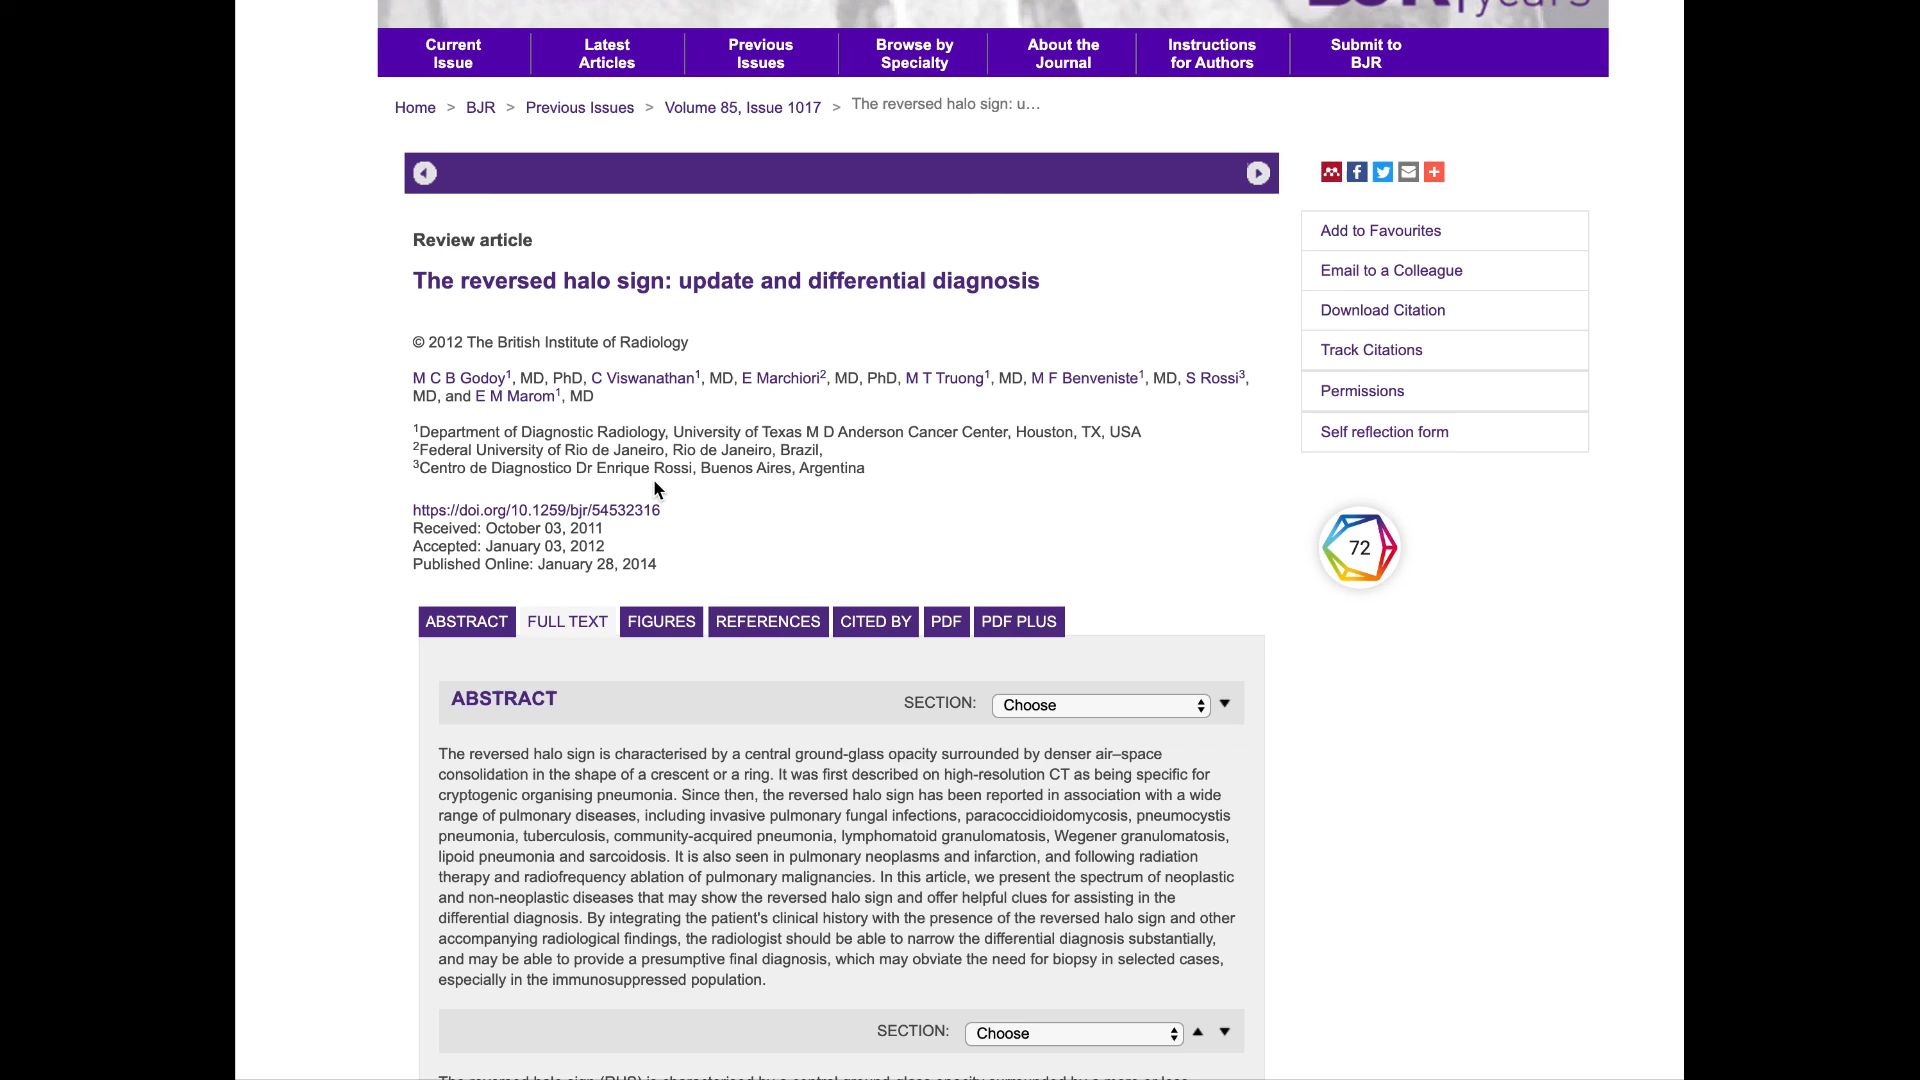 Current Issue
Latest Articles
Previous Issues
Browse by Specialty
About the Journal
Instructions for Authors
Submit to BJR
Home > BJR > Previous Issues > Volume 85, Issue 1017 > The reversed halo sign: u...
Review article
The reversed halo sign: update and differential diagnosis
© 2012 The British Institute of Radiology
M C B Godoy1, MD, PhD, C Viswanathan1, MD, E Marchiori2, MD, PhD, M T Truong1, MD, M F Benveniste1, MD, S Rossi3,
MD, and E M Marom1, MD
1Department of Diagnostic Radiology, University of Texas M D Anderson Cancer Center, Houston, TX, USA
2Federal University of Rio de Janeiro, Rio de Janeiro, Brazil,
3Centro de Diagnostico Dr Enrique Rossi, Buenos Aires, Argentina
https://doi.org/10.1259/bjr/54532316
Received: October 03, 2011
Accepted: January 03, 2012
Published Online: January 28, 2014
Add to Favourites
Email to a Colleague
Download Citation
Track Citations
Permissions
Self reflection form
72
ABSTRACT FULL TEXT FIGURES REFERENCES CITED BY PDF PDF PLUS
ABSTRACT SECTION: Choose
The reversed halo sign is characterised by a central ground-glass opacity surrounded by denser air–space
consolidation in the shape of a crescent or a ring. It was first described on high-resolution CT as being specific for
cryptogenic organising pneumonia. Since then, the reversed halo sign has been reported in association with a wide
range of pulmonary diseases, including invasive pulmonary fungal infections, paracoccidioidomycosis, pneumocystis
pneumonia, tuberculosis, community-acquired pneumonia, lymphomatoid granulomatosis, Wegener granulomatosis,
lipoid pneumonia and sarcoidosis. It is also seen in pulmonary neoplasms and infarction, and following radiation
therapy and radiofrequency ablation of pulmonary malignancies. In this article, we present the spectrum of neoplastic
and non-neoplastic diseases that may show the reversed halo sign and offer helpful clues for assisting in the
differential diagnosis. By integrating the patient's clinical history with the presence of the reversed halo sign and other
accompanying radiological findings, the radiologist should be able to narrow the differential diagnosis substantially,
and may be able to provide a presumptive final diagnosis, which may obviate the need for biopsy in selected cases,
especially in the immunosuppressed population.
SECTION: Choose